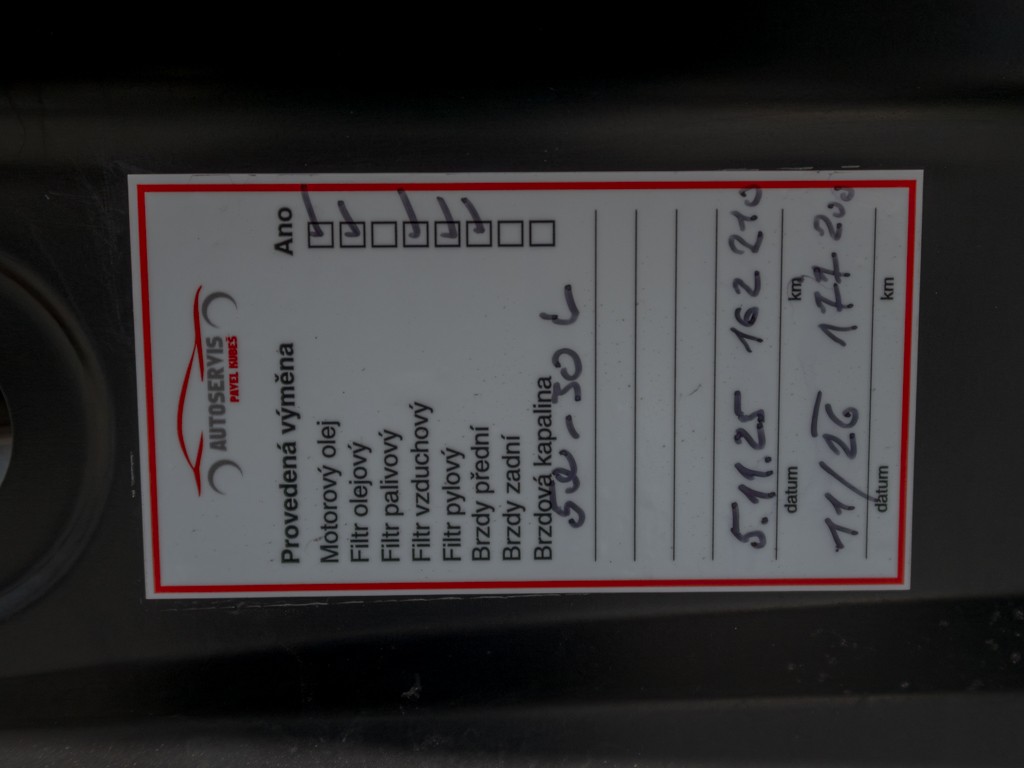 AUTOSERVIS
PAVEL KUBEŠ
Provedená výměna Ano
Motorový olej
Filtr olejový
Filtr palivový
Filtr vzduchový
Filtr pylový
Brzdy přední
Brzdy zadní
Brzdová kapalina
5W-30 L
5.11.25 162 210
datum km
11/26 177 200
datum km